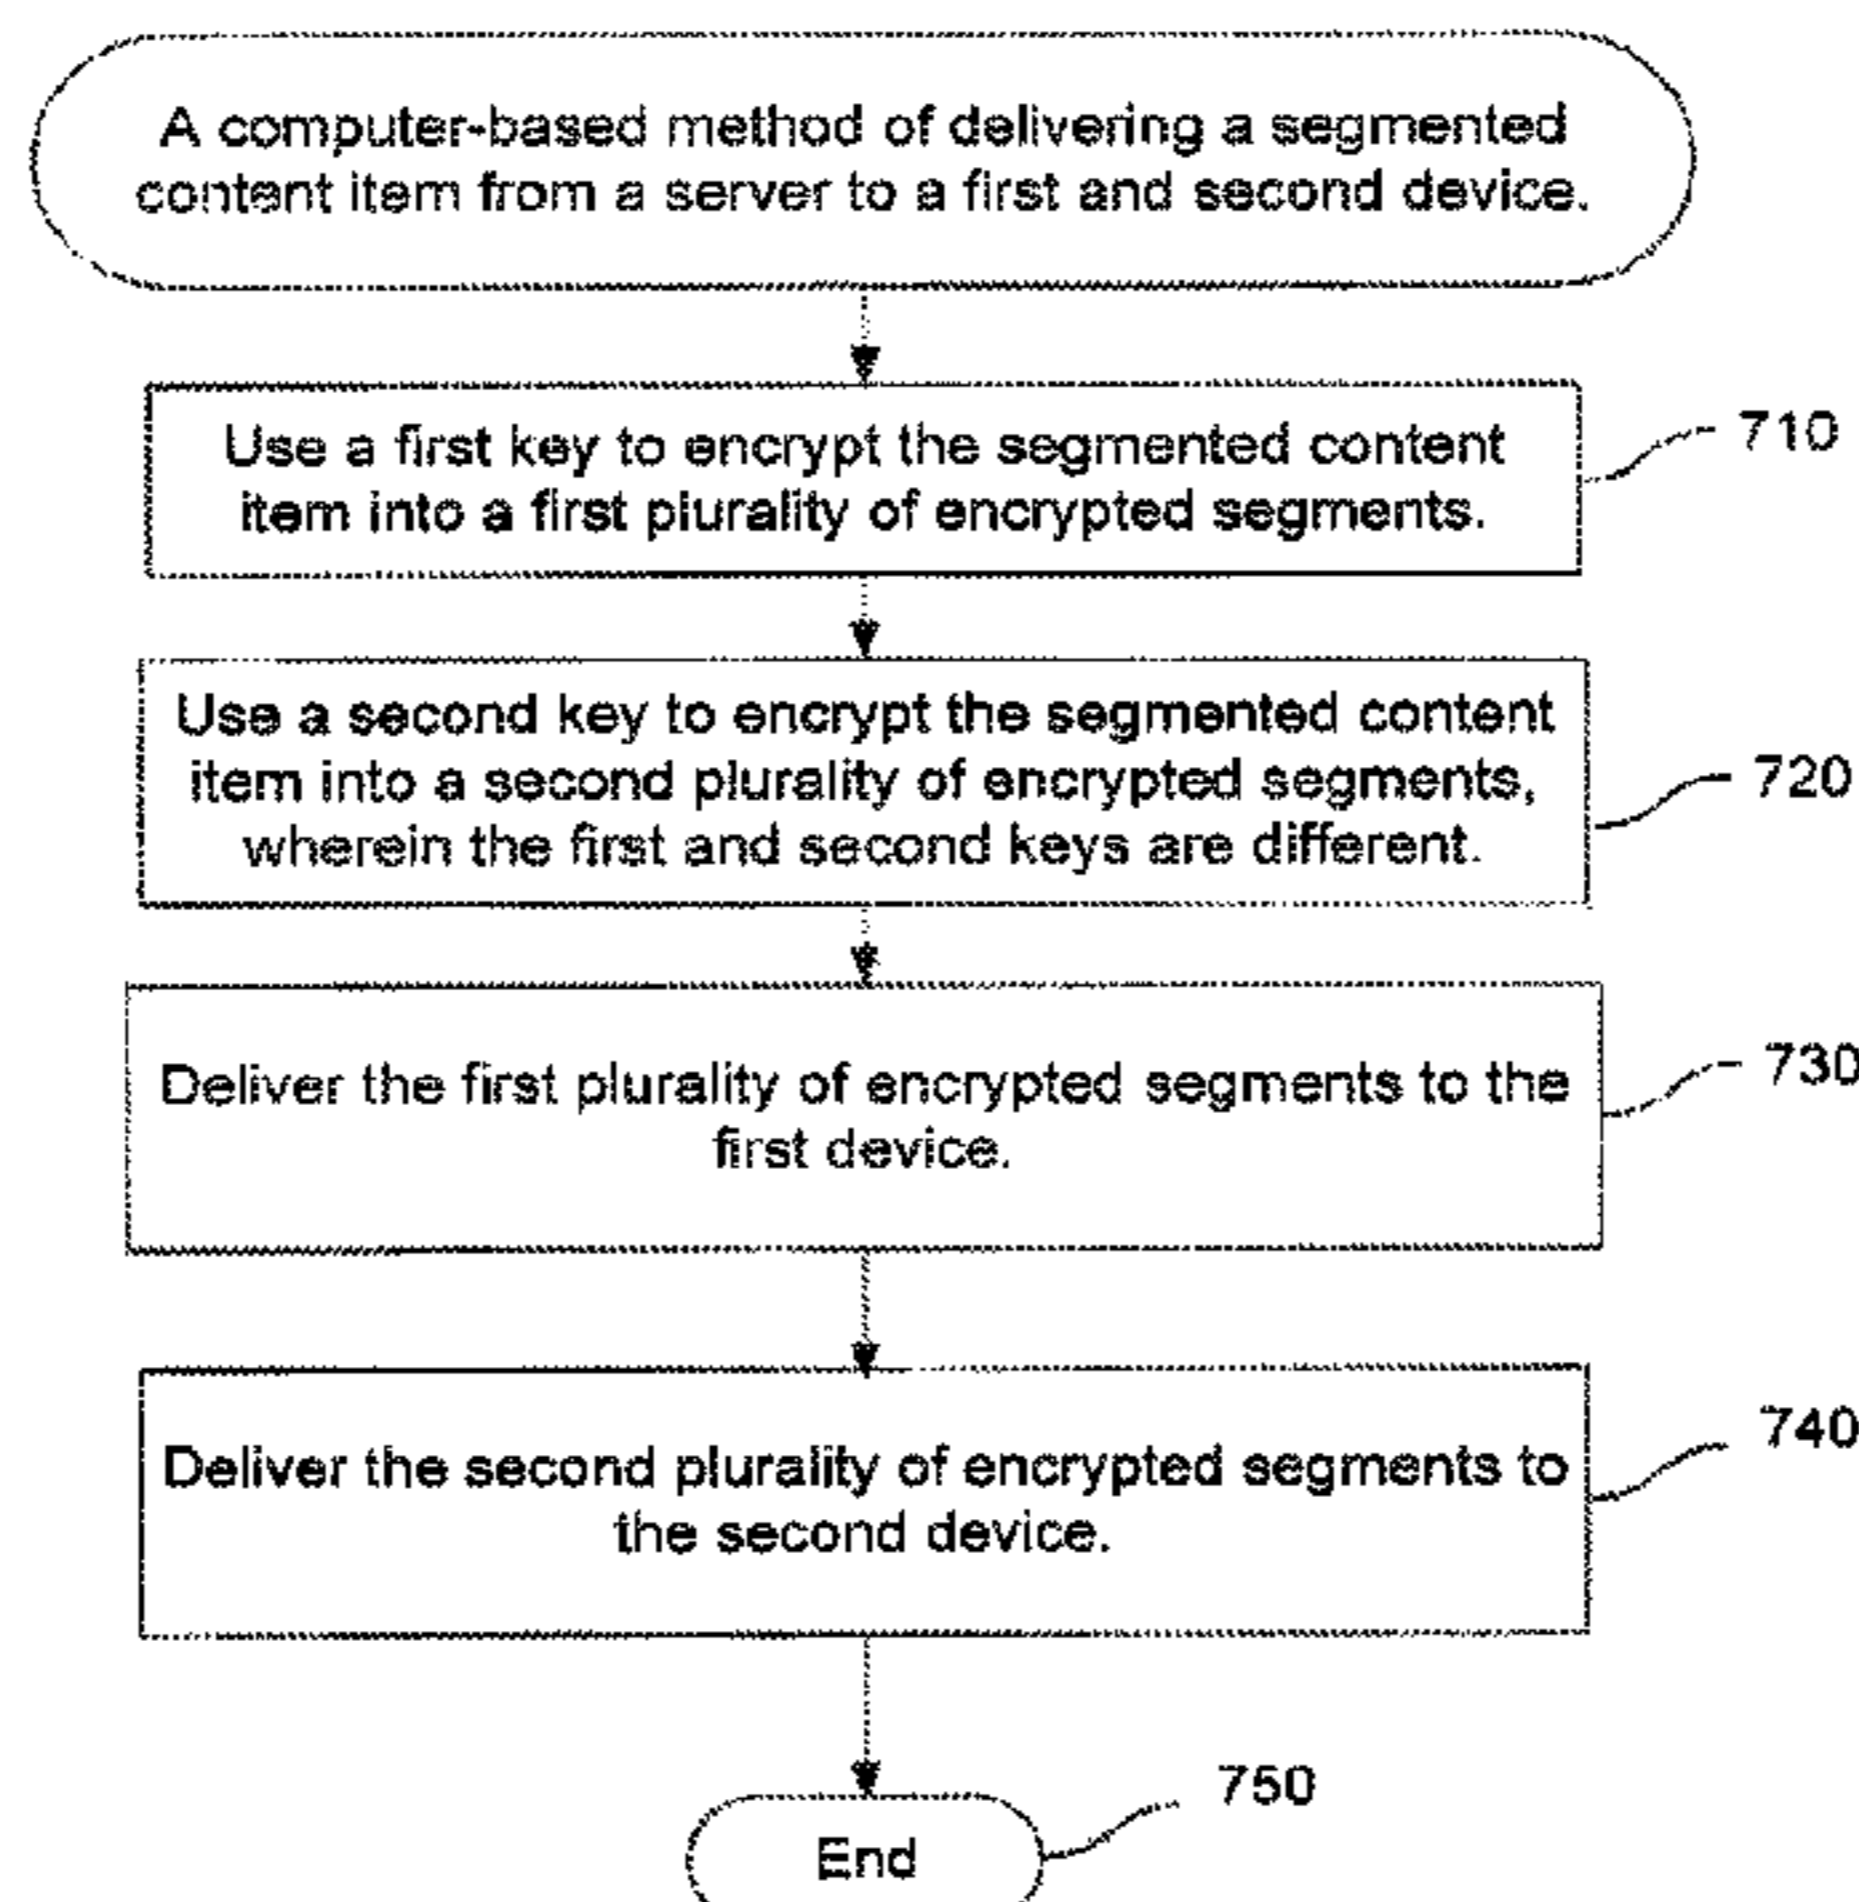 A computer-based method of delivering a segmented
content item from a server to a first and second device.
Use a first key to encrypt the segmented content
item into a first plurality of encrypted segments.
710
Use a second key to encrypt the segmented content
item into a second plurality of encrypted segments,
wherein the first and second keys are different.
720
Deliver the first plurality of encrypted segments to the
first device.
730
Deliver the second plurality of encrypted segments to
the second device.
740
750
End